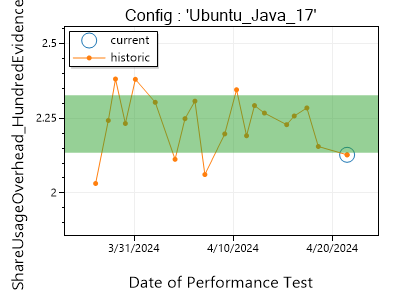 Config : 'Ubuntu_Java_17'
ShareUsageOverhead_HundredEvidence
2.5
2.25
2
current
historic
3/31/2024
4/10/2024
4/20/2024
Date of Performance Test